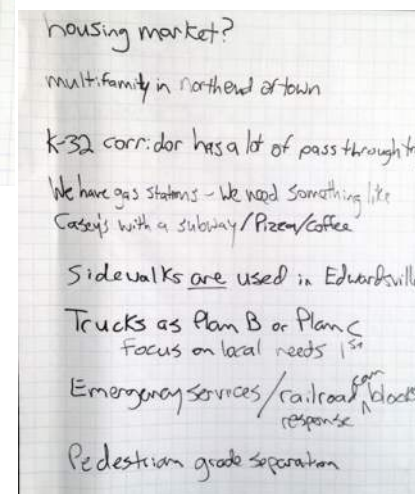 housing market?
multifamily in northend of town
K-32 corridor has a lot of pass through
We have gas stations - We need something like
Casey's with a subway/Pizza/Coffee
Sidewalks are used in Edwardsvill
Trucks as Plan B or Plan C
Focus on local needs 1st
Emergency services/railroad can block
response
Pedestrian grade separation